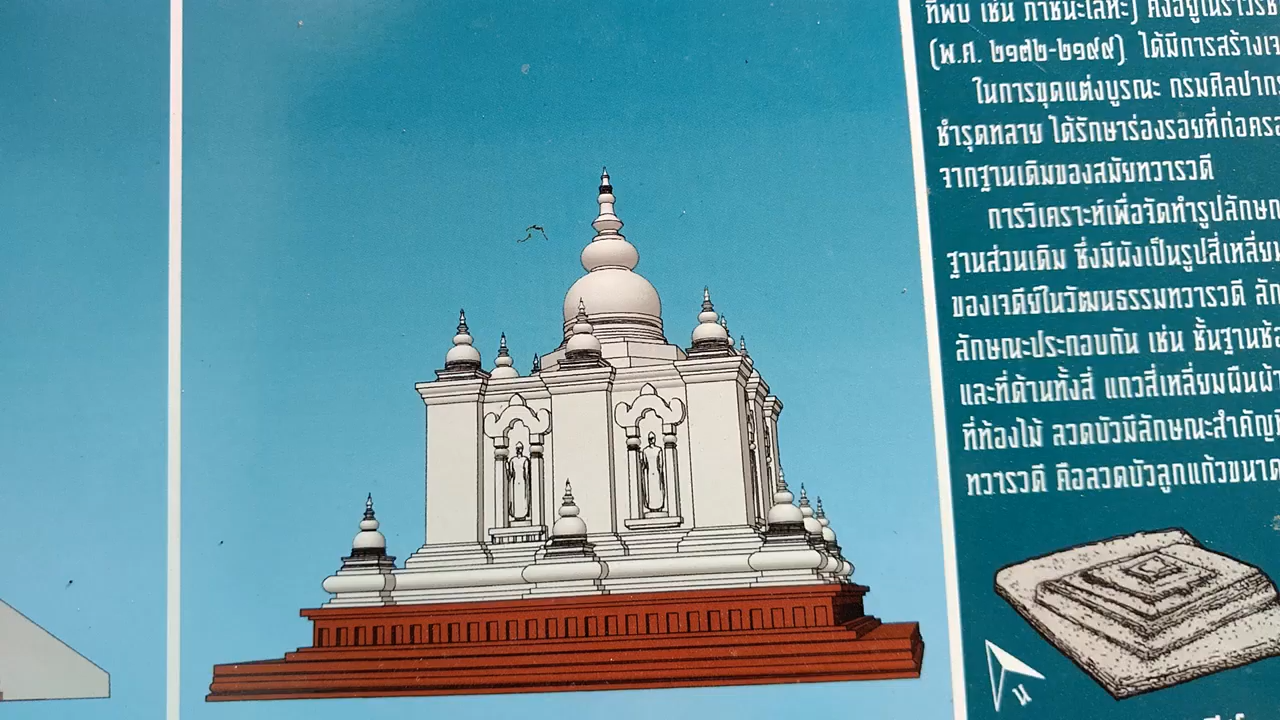 ที่พบ เช่น ภาชนะโลหะ) คงอยู่ในราวรัช
(พ.ศ. ๒๑๗๒-๒๑๙๙) ได้มีการสร้างเจ
ในการขุดแต่งบูรณะ กรมศิลปากร
ชำรุดทลาย ได้รักษาร่องรอยที่ก่อครอ
จากฐานเดิมของสมัยทวารวดี
การวิเคราะห์เพื่อจัดทำรูปลักษณ
ฐานส่วนเดิม ซึ่งมีผังเป็นรูปสี่เหลี่ยม
ของเจดีย์ในวัฒนธรรมทวารวดี ลัก
ลักษณะประกอบกัน เช่น ชั้นฐานซ้อ
และที่ด้านทั้งสี่ แถวสี่เหลี่ยมผืนผ้า
ที่ท้องไม้ ลวดบัวมีลักษณะสำคัญ
ทวารวดี คือลวดบัวลูกแก้วขนาด
น